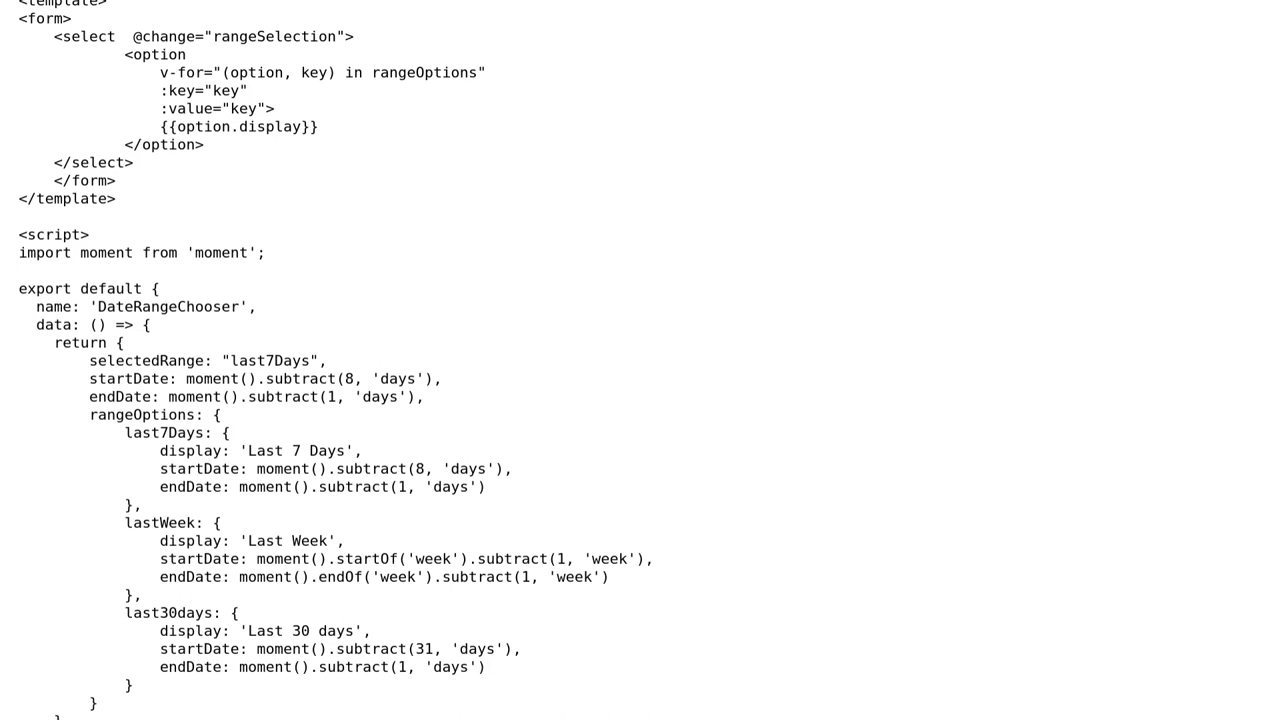 <template>
<form>
    <select  @change="rangeSelection">
            <option
                v-for="(option, key) in rangeOptions"
                :key="key"
                :value="key">
                {{option.display}}
            </option>
    </select>
    </form>
</template>

<script>
import moment from 'moment';

export default {
  name: 'DateRangeChooser',
  data: () => {
    return {
        selectedRange: "last7Days",
        startDate: moment().subtract(8, 'days'),
        endDate: moment().subtract(1, 'days'),
        rangeOptions: {
            last7Days: {
                display: 'Last 7 Days',
                startDate: moment().subtract(8, 'days'),
                endDate: moment().subtract(1, 'days')
            },
            lastWeek: {
                display: 'Last Week',
                startDate: moment().startOf('week').subtract(1, 'week'),
                endDate: moment().endOf('week').subtract(1, 'week')
            },
            last30days: {
                display: 'Last 30 days',
                startDate: moment().subtract(31, 'days'),
                endDate: moment().subtract(1, 'days')
            }
        }
    }